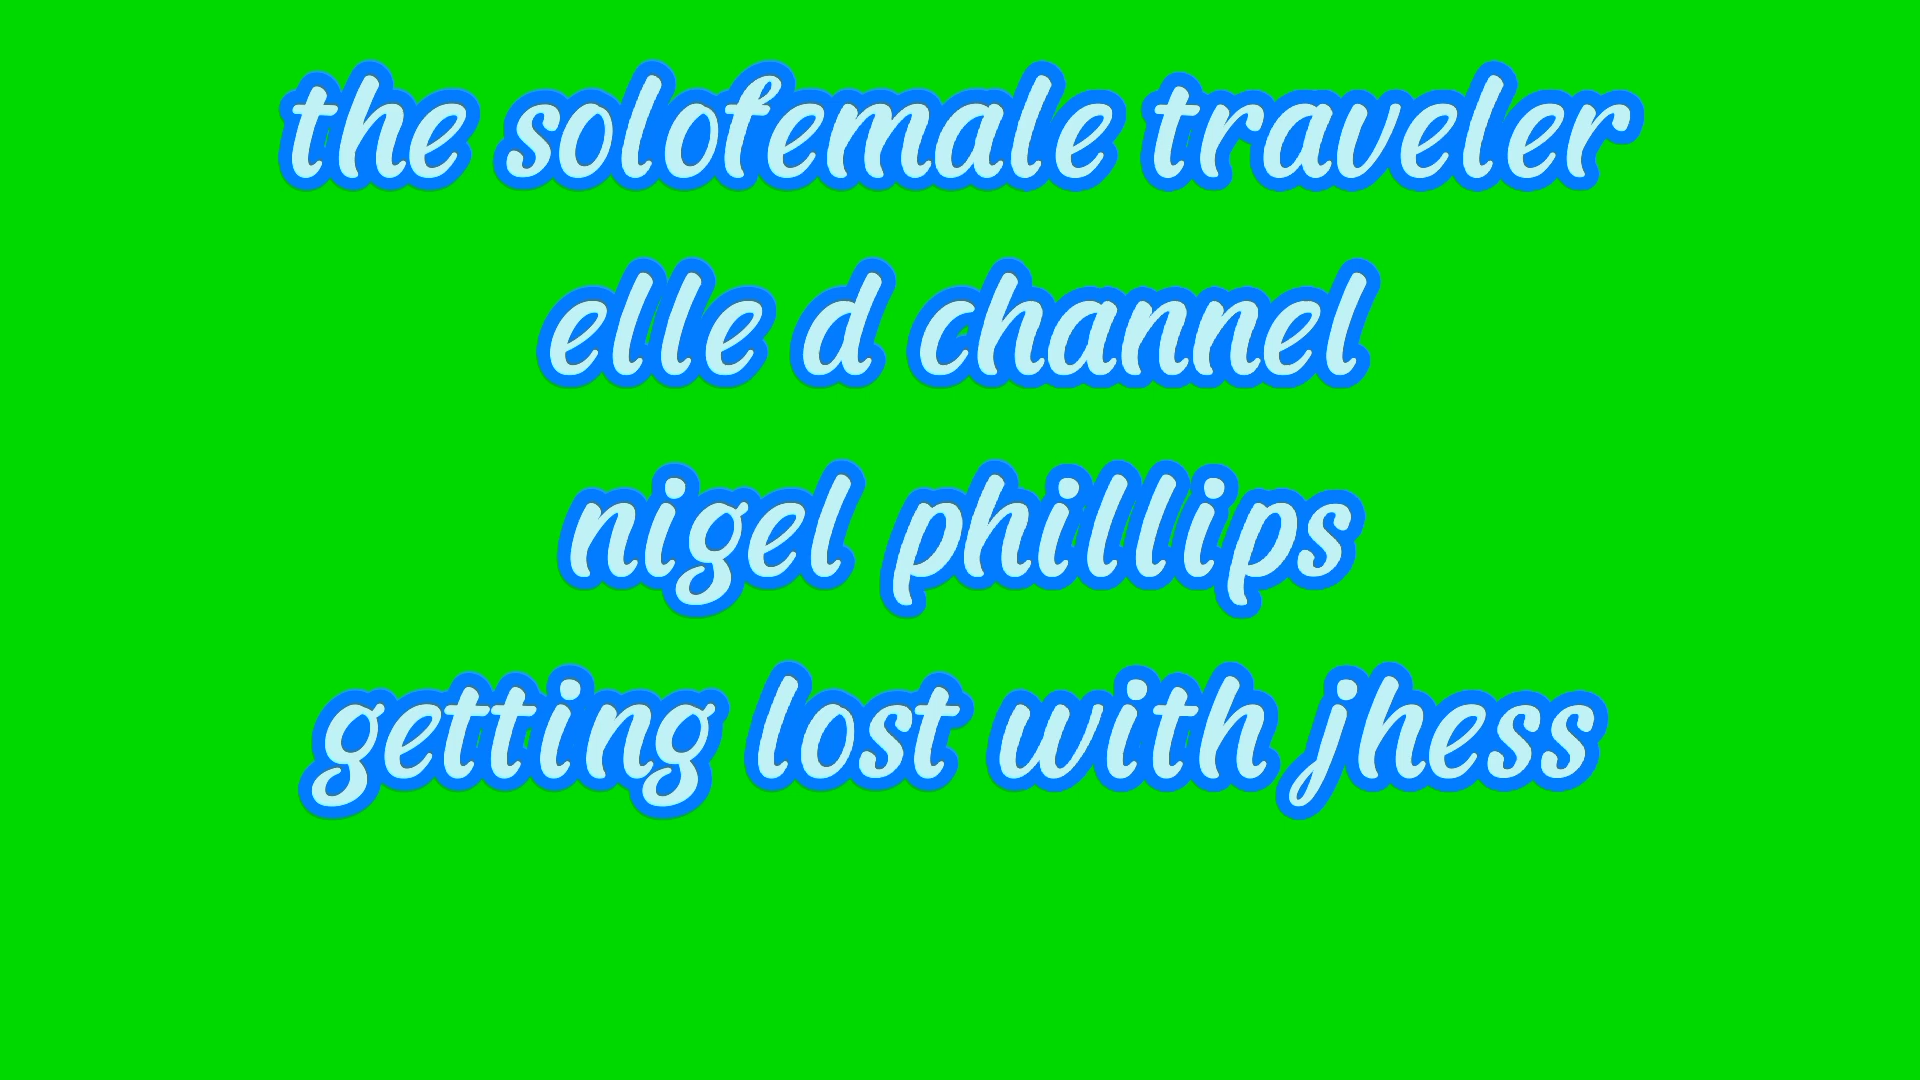 the solofemale traveler
elle d channel
nigel phillips
getting lost with jhess